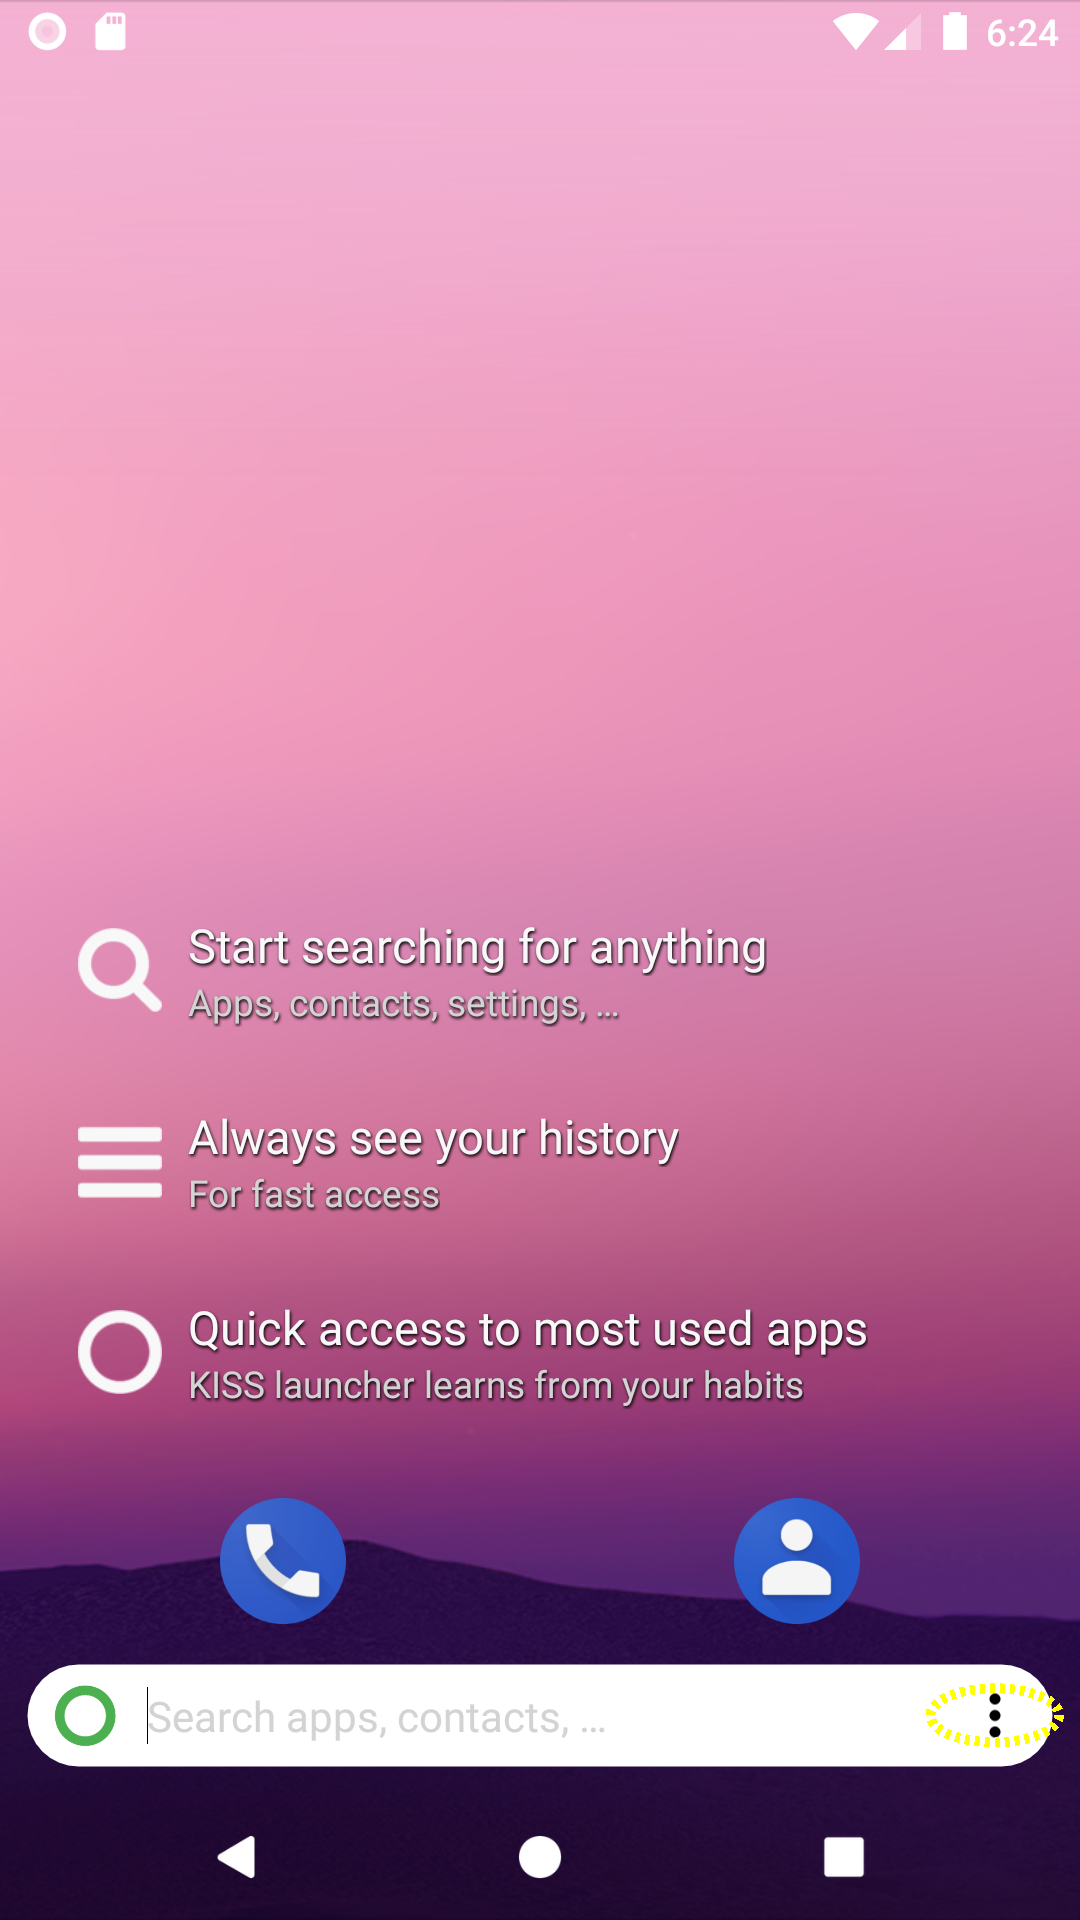 6:24
Start searching for anything
Apps, contacts, settings, ...
Always see your history
For fast access
Quick access to most used apps
KISS launcher learns from your habits
Search apps, contacts, ...